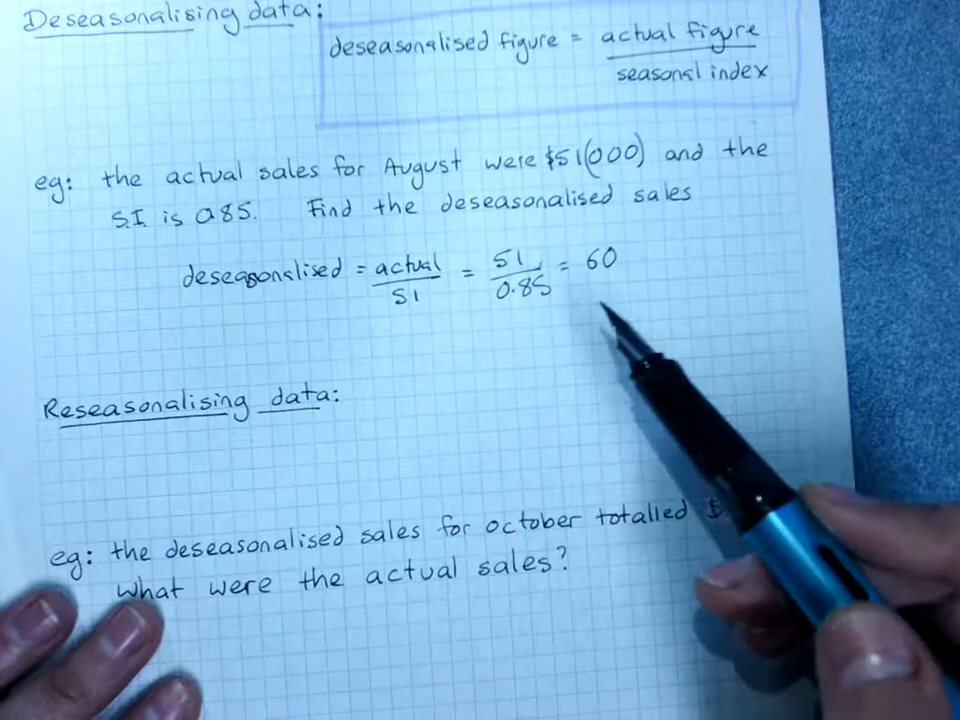 Deseasonalising data:
deseasonalised figure = actual figure
seasonal index
eg: the actual sales for August were $51(000) and the
S.I. is 0.85. Find the deseasonalised sales
deseasonalised = actual = 51 = 60
SI 0.85
Reseasonalising data:
eg: the deseasonalised sales for october totalled $
What were the actual sales?